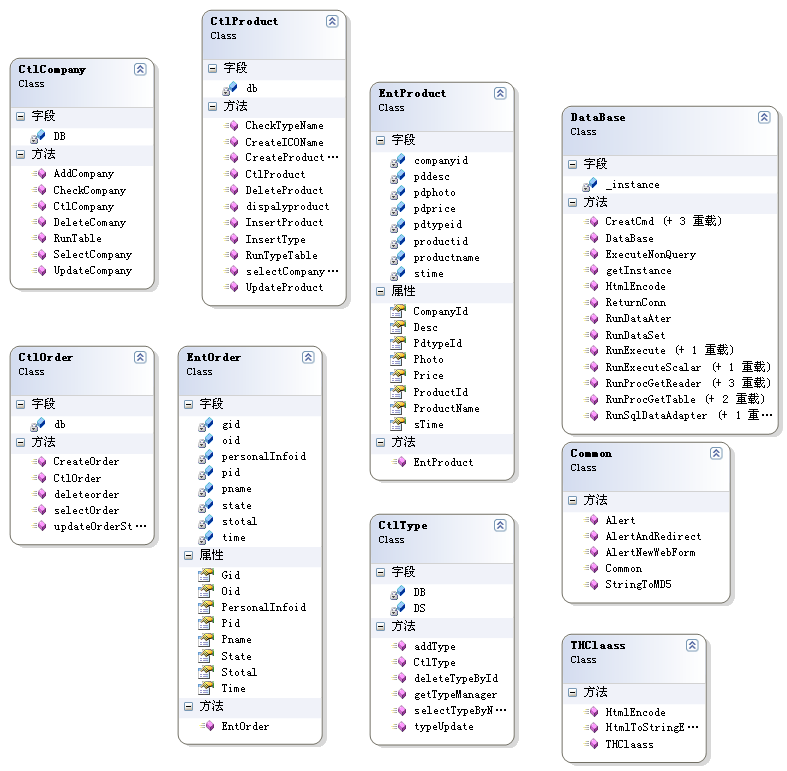 CtlCompany
Class
字段
DB
方法
AddCompany
CheckCompany
CtlCompany
DeleteComany
RunTable
SelectCompany
UpdateCompany
CtlProduct
Class
字段
db
方法
CheckTypeName
CreateICOName
CreateProduct···
CtlProduct
DeleteProduct
dispalyproduct
InsertProduct
InsertType
RunTypeTable
selectCompany···
UpdateProduct
EntProduct
Class
字段
companyid
pddesc
pdphoto
pdprice
pdtypeid
productid
productname
stime
属性
CompanyId
Desc
PdtypeId
Photo
Price
ProductId
ProductName
sTime
方法
EntProduct
DataBase
Class
字段
_instance
方法
CreatCmd (+ 3 重载)
DataBase
ExecuteNonQuery
getInstance
HtmlEncode
ReturnConn
RunDataAter
RunDataSet
RunExecute (+ 1 重载)
RunExecuteScalar (+ 1 重载)
RunProcGetReader (+ 3 重载)
RunProcGetTable (+ 2 重载)
RunSqlDataAdapter (+ 1 重···
CtlOrder
Class
字段
db
方法
CreateOrder
CtlOrder
deleteorder
selectOrder
updateOrderSt···
EntOrder
Class
字段
gid
oid
personalInfoid
pid
pname
state
stotal
time
属性
Gid
Oid
PersonalInfoid
Pid
Pname
State
Stotal
Time
方法
EntOrder
CtlType
Class
字段
DB
DS
方法
addType
CtlType
deleteTypeById
getTypeManager
selectTypeByN···
typeUpdate
Common
Class
方法
Alert
AlertAndRedirect
AlertNewWebForm
Common
StringToMD5
THClaass
Class
方法
HtmlEncode
HtmlToStringE···
THClaass